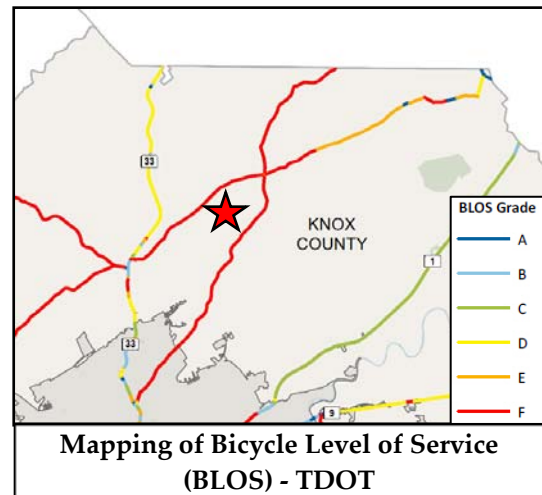 33
KNOX
COUNTY
1
33
9
BLOS Grade
A
B
C
D
E
F
Mapping of Bicycle Level of Service
(BLOS) - TDOT